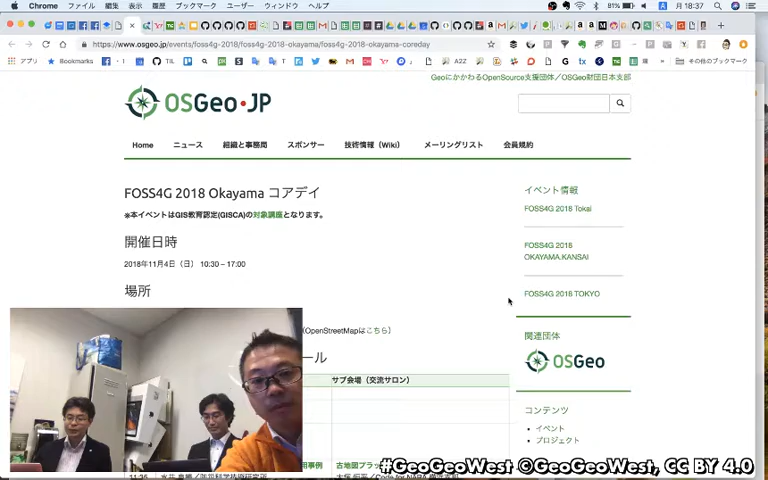 Chrome ファイル 編集 表示 履歴 ブックマーク ユーザー ウィンドウ ヘルプ
81% 月 18:37
https://www.osgeo.jp/events/foss4g-2018/foss4g-2018-okayama/foss4g-2018-okayama-coreday
アプリ Bookmarks TIL その他のブックマーク
GeoにかかわるOpenSource支援団体／OSGeo財団日本支部
OSGeo・JP
Home ニュース 組織と事務局 スポンサー 技術情報（Wiki） メーリングリスト 会員規約
FOSS4G 2018 Okayama コアデイ
※本イベントはGIS教育認定(GISCA)の対象講座となります。
開催日時
2018年11月4日（日） 10:30 – 17:00
場所
(OpenStreetMapはこちら)
ール
サブ会場（交流サロン）
用事例
イベント情報
FOSS4G 2018 Tokai
FOSS4G 2018
OKAYAMA.KANSAI
FOSS4G 2018 TOKYO
関連団体
OSGeo
コンテンツ
イベント
プロジェクト
#GeoGeoWest ©GeoGeoWest, CC BY 4.0